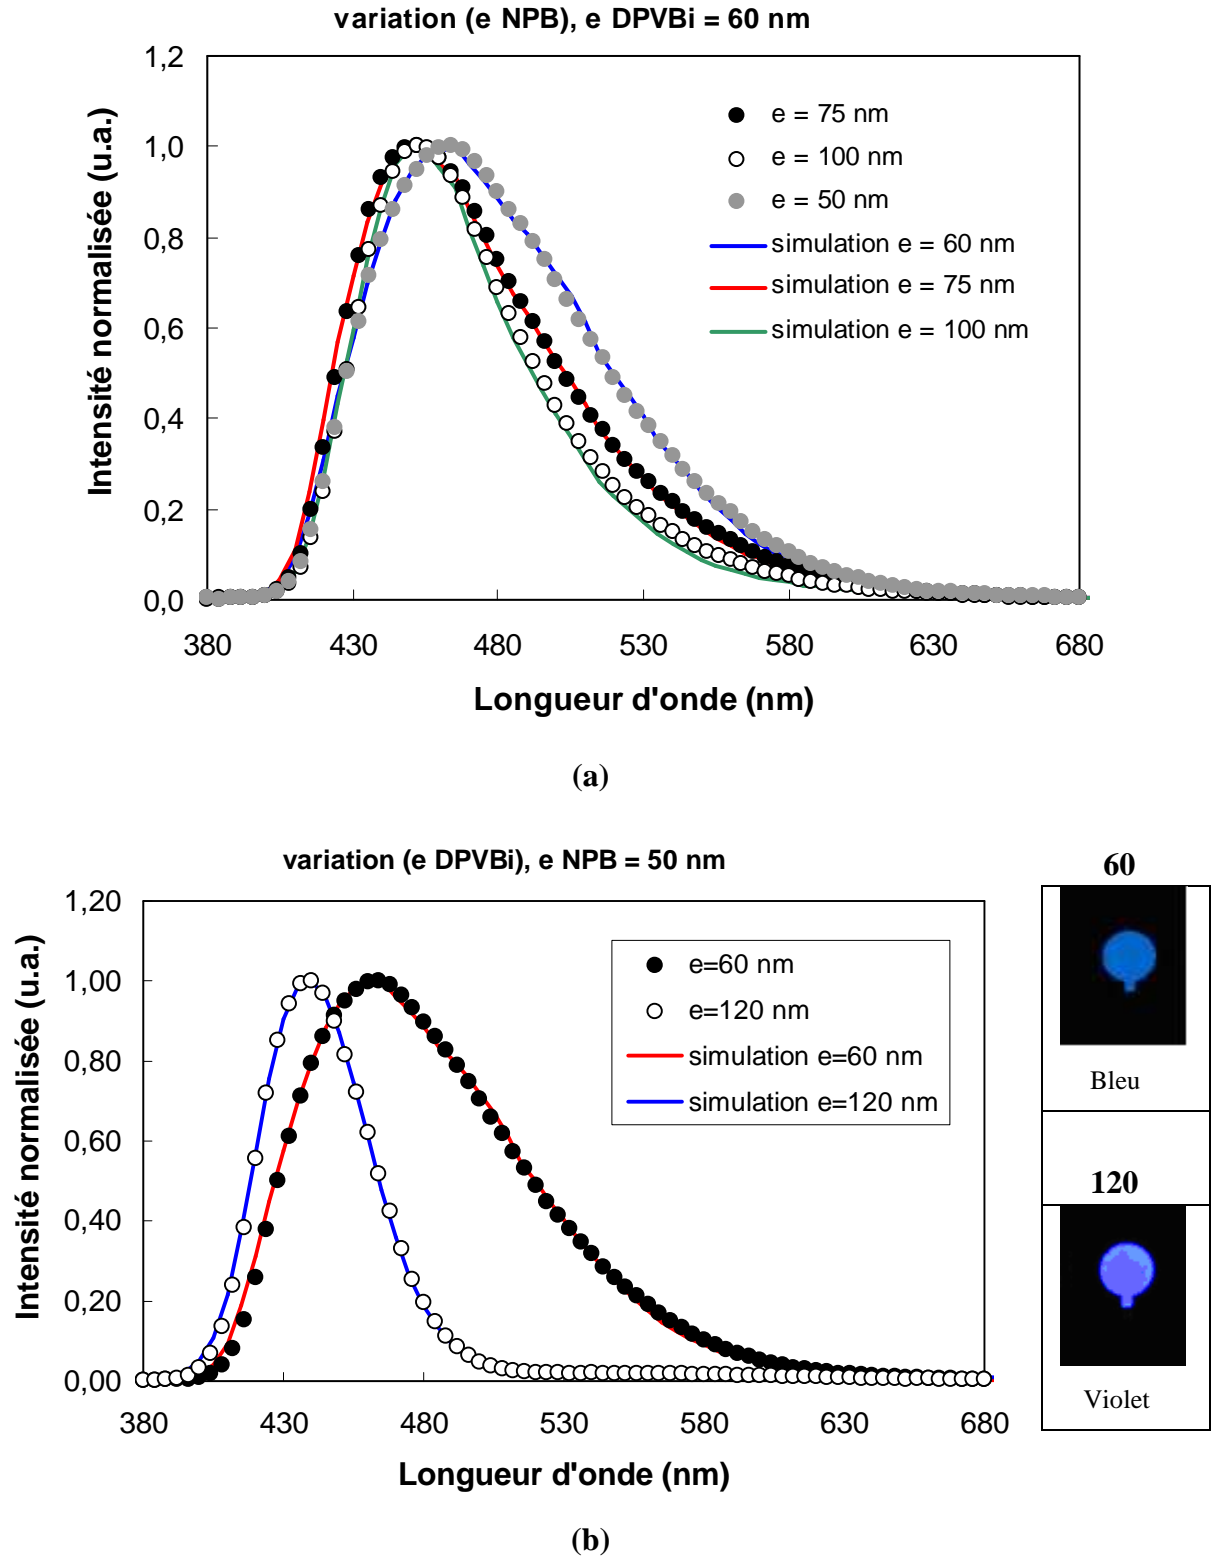 variation (e NPB), e DPVBi = 60 nm
1,2
1,0
0,8
0,6
0,4
0,2
0,0
Intensité normalisée (u.a.)
e = 75 nm
e = 100 nm
e = 50 nm
simulation e = 60 nm
simulation e = 75 nm
simulation e = 100 nm
380 430 480 530 580 630 680
Longueur d'onde (nm)
(a)
variation (e DPVBi), e NPB = 50 nm
1,20
1,00
0,80
0,60
0,40
0,20
0,00
Intensité normalisée (u.a.)
e=60 nm
e=120 nm
simulation e=60 nm
simulation e=120 nm
380 430 480 530 580 630 680
Longueur d'onde (nm)
60
Bleu
120
Violet
(b)